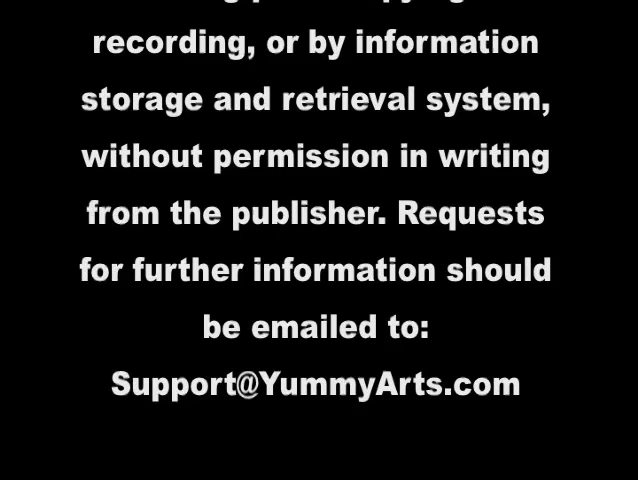 recording, or by information
storage and retrieval system,
without permission in writing
from the publisher. Requests
for further information should
be emailed to:
Support@YummyArts.com